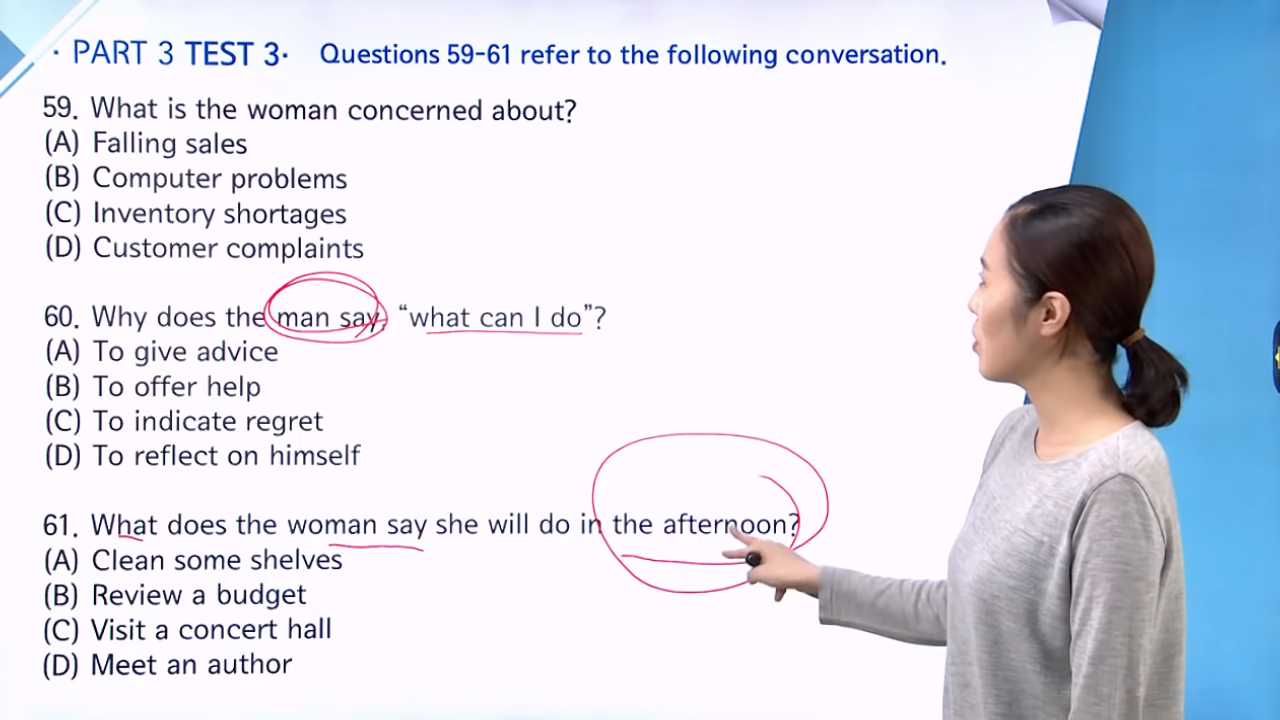 · PART 3 TEST 3· Questions 59-61 refer to the following conversation.
59. What is the woman concerned about?
(A) Falling sales
(B) Computer problems
(C) Inventory shortages
(D) Customer complaints
60. Why does the man say, “what can I do”?
(A) To give advice
(B) To offer help
(C) To indicate regret
(D) To reflect on himself
61. What does the woman say she will do in the afternoon?
(A) Clean some shelves
(B) Review a budget
(C) Visit a concert hall
(D) Meet an author